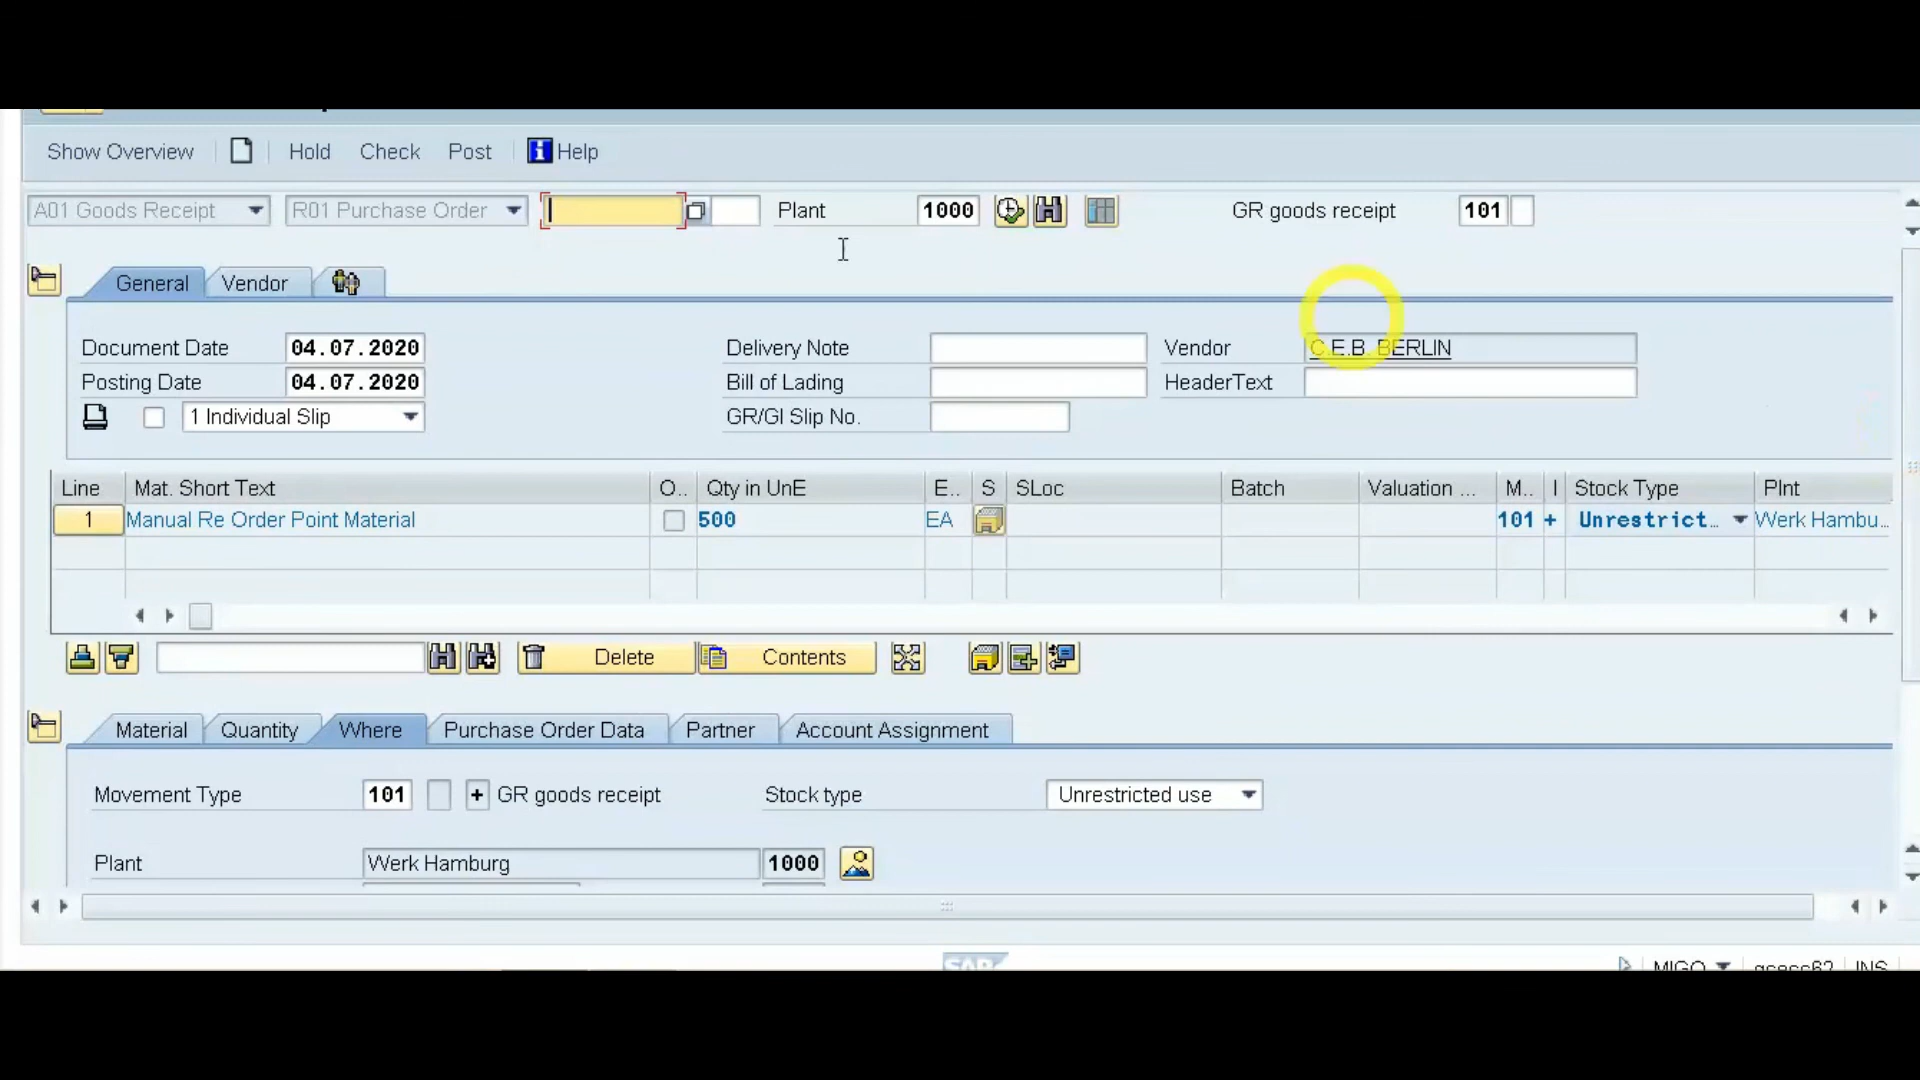 Show Overview Hold Check Post Help
A01 Goods Receipt R01 Purchase Order Plant 1000 GR goods receipt 101
General Vendor
Document Date 04.07.2020 Delivery Note Vendor C.E.B BERLIN
Posting Date 04.07.2020 Bill of Lading HeaderText
1 Individual Slip GR/GI Slip No.
Line Mat. Short Text O.. Qty in UnE E.. S SLoc Batch Valuation ... M.. I Stock Type Plnt
1 Manual Re Order Point Material 500 EA 101 + Unrestrict… Werk Hambu…
Delete Contents
Material Quantity Where Purchase Order Data Partner Account Assignment
Movement Type 101 + GR goods receipt Stock type Unrestricted use
Plant Werk Hamburg 1000
SAP MIGO INS